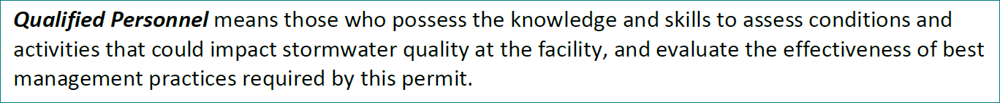 Qualified Personnel means those who possess the knowledge and skills to assess conditions and
activities that could impact stormwater quality at the facility, and evaluate the effectiveness of best
management practices required by this permit.